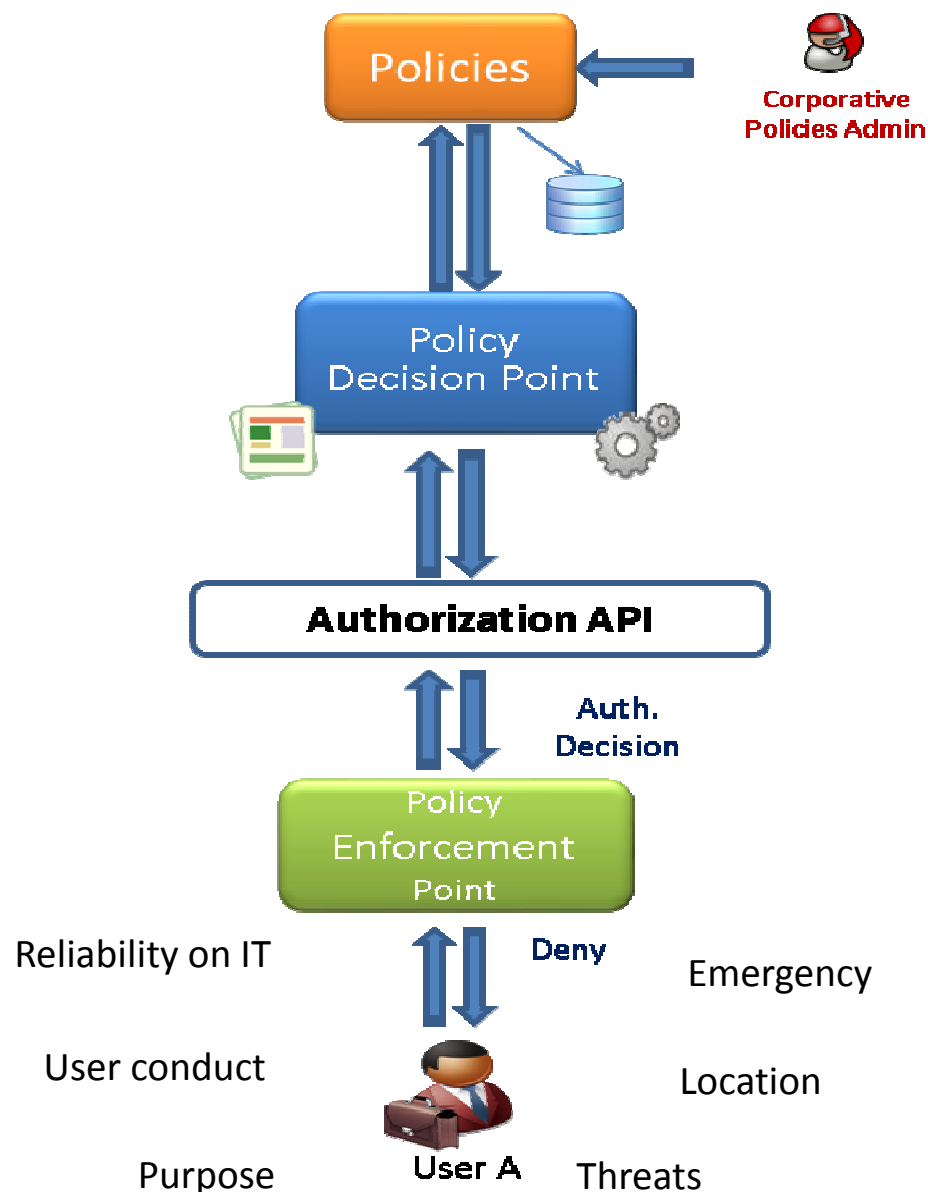 Policies
Corporative
Policies Admin
Policy
Decision Point
Authorization API
Auth.
Decision
Policy
Enforcement
Point
Deny
Reliability on IT
Emergency
User conduct
Location
Purpose
User A
Threats